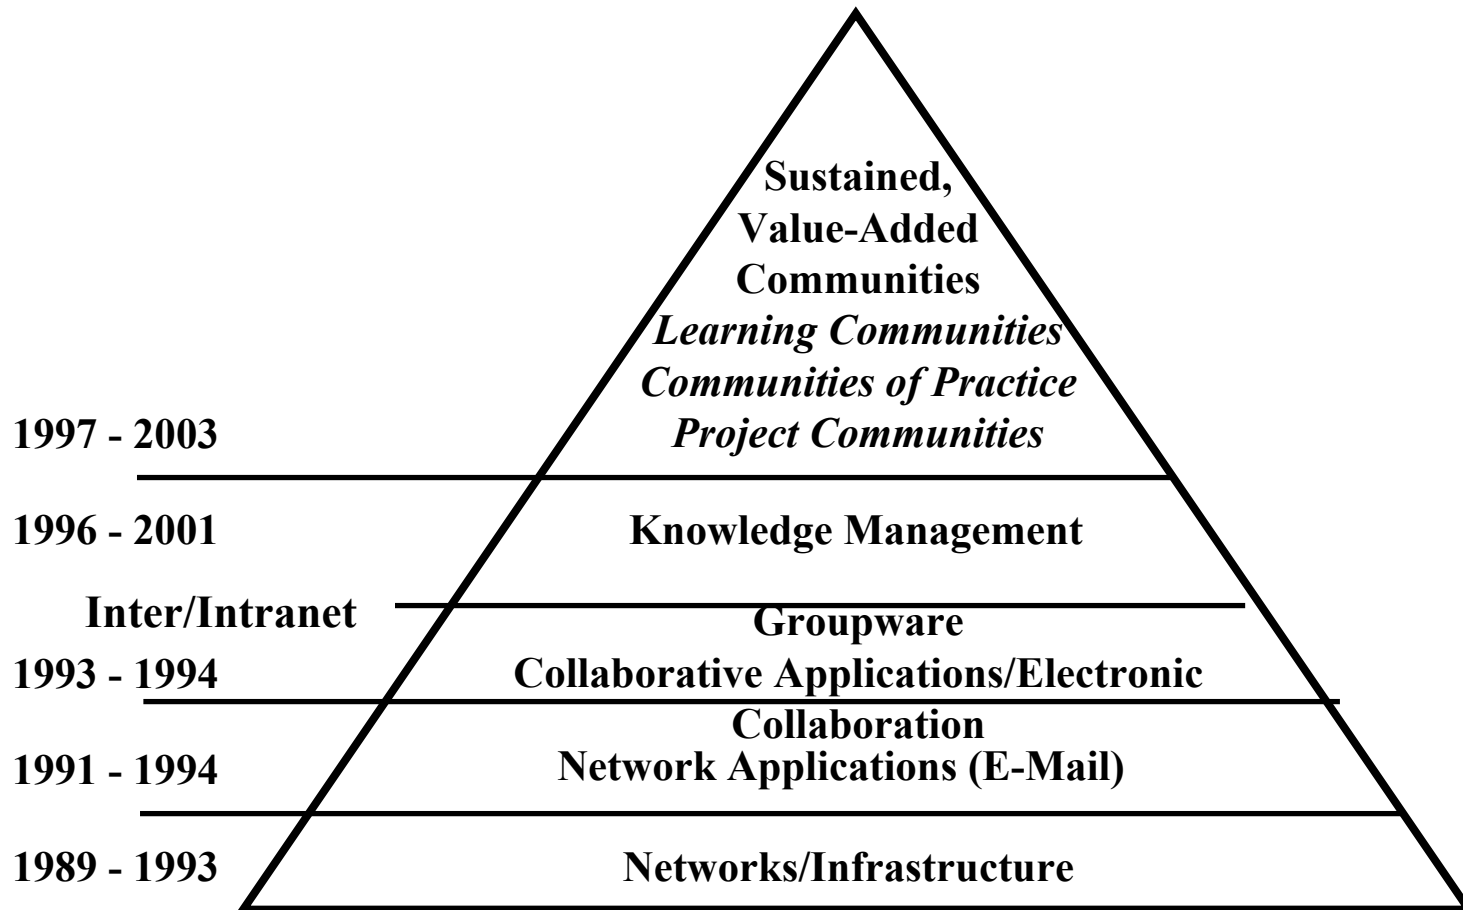 Sustained,
Value-Added
Communities
Learning Communities
Communities of Practice
1997 - 2003 Project Communities
1996 - 2001 Knowledge Management
Inter/Intranet Groupware
1993 - 1994 Collaborative Applications/Electronic
Collaboration
1991 - 1994 Network Applications (E-Mail)
1989 - 1993 Networks/Infrastructure